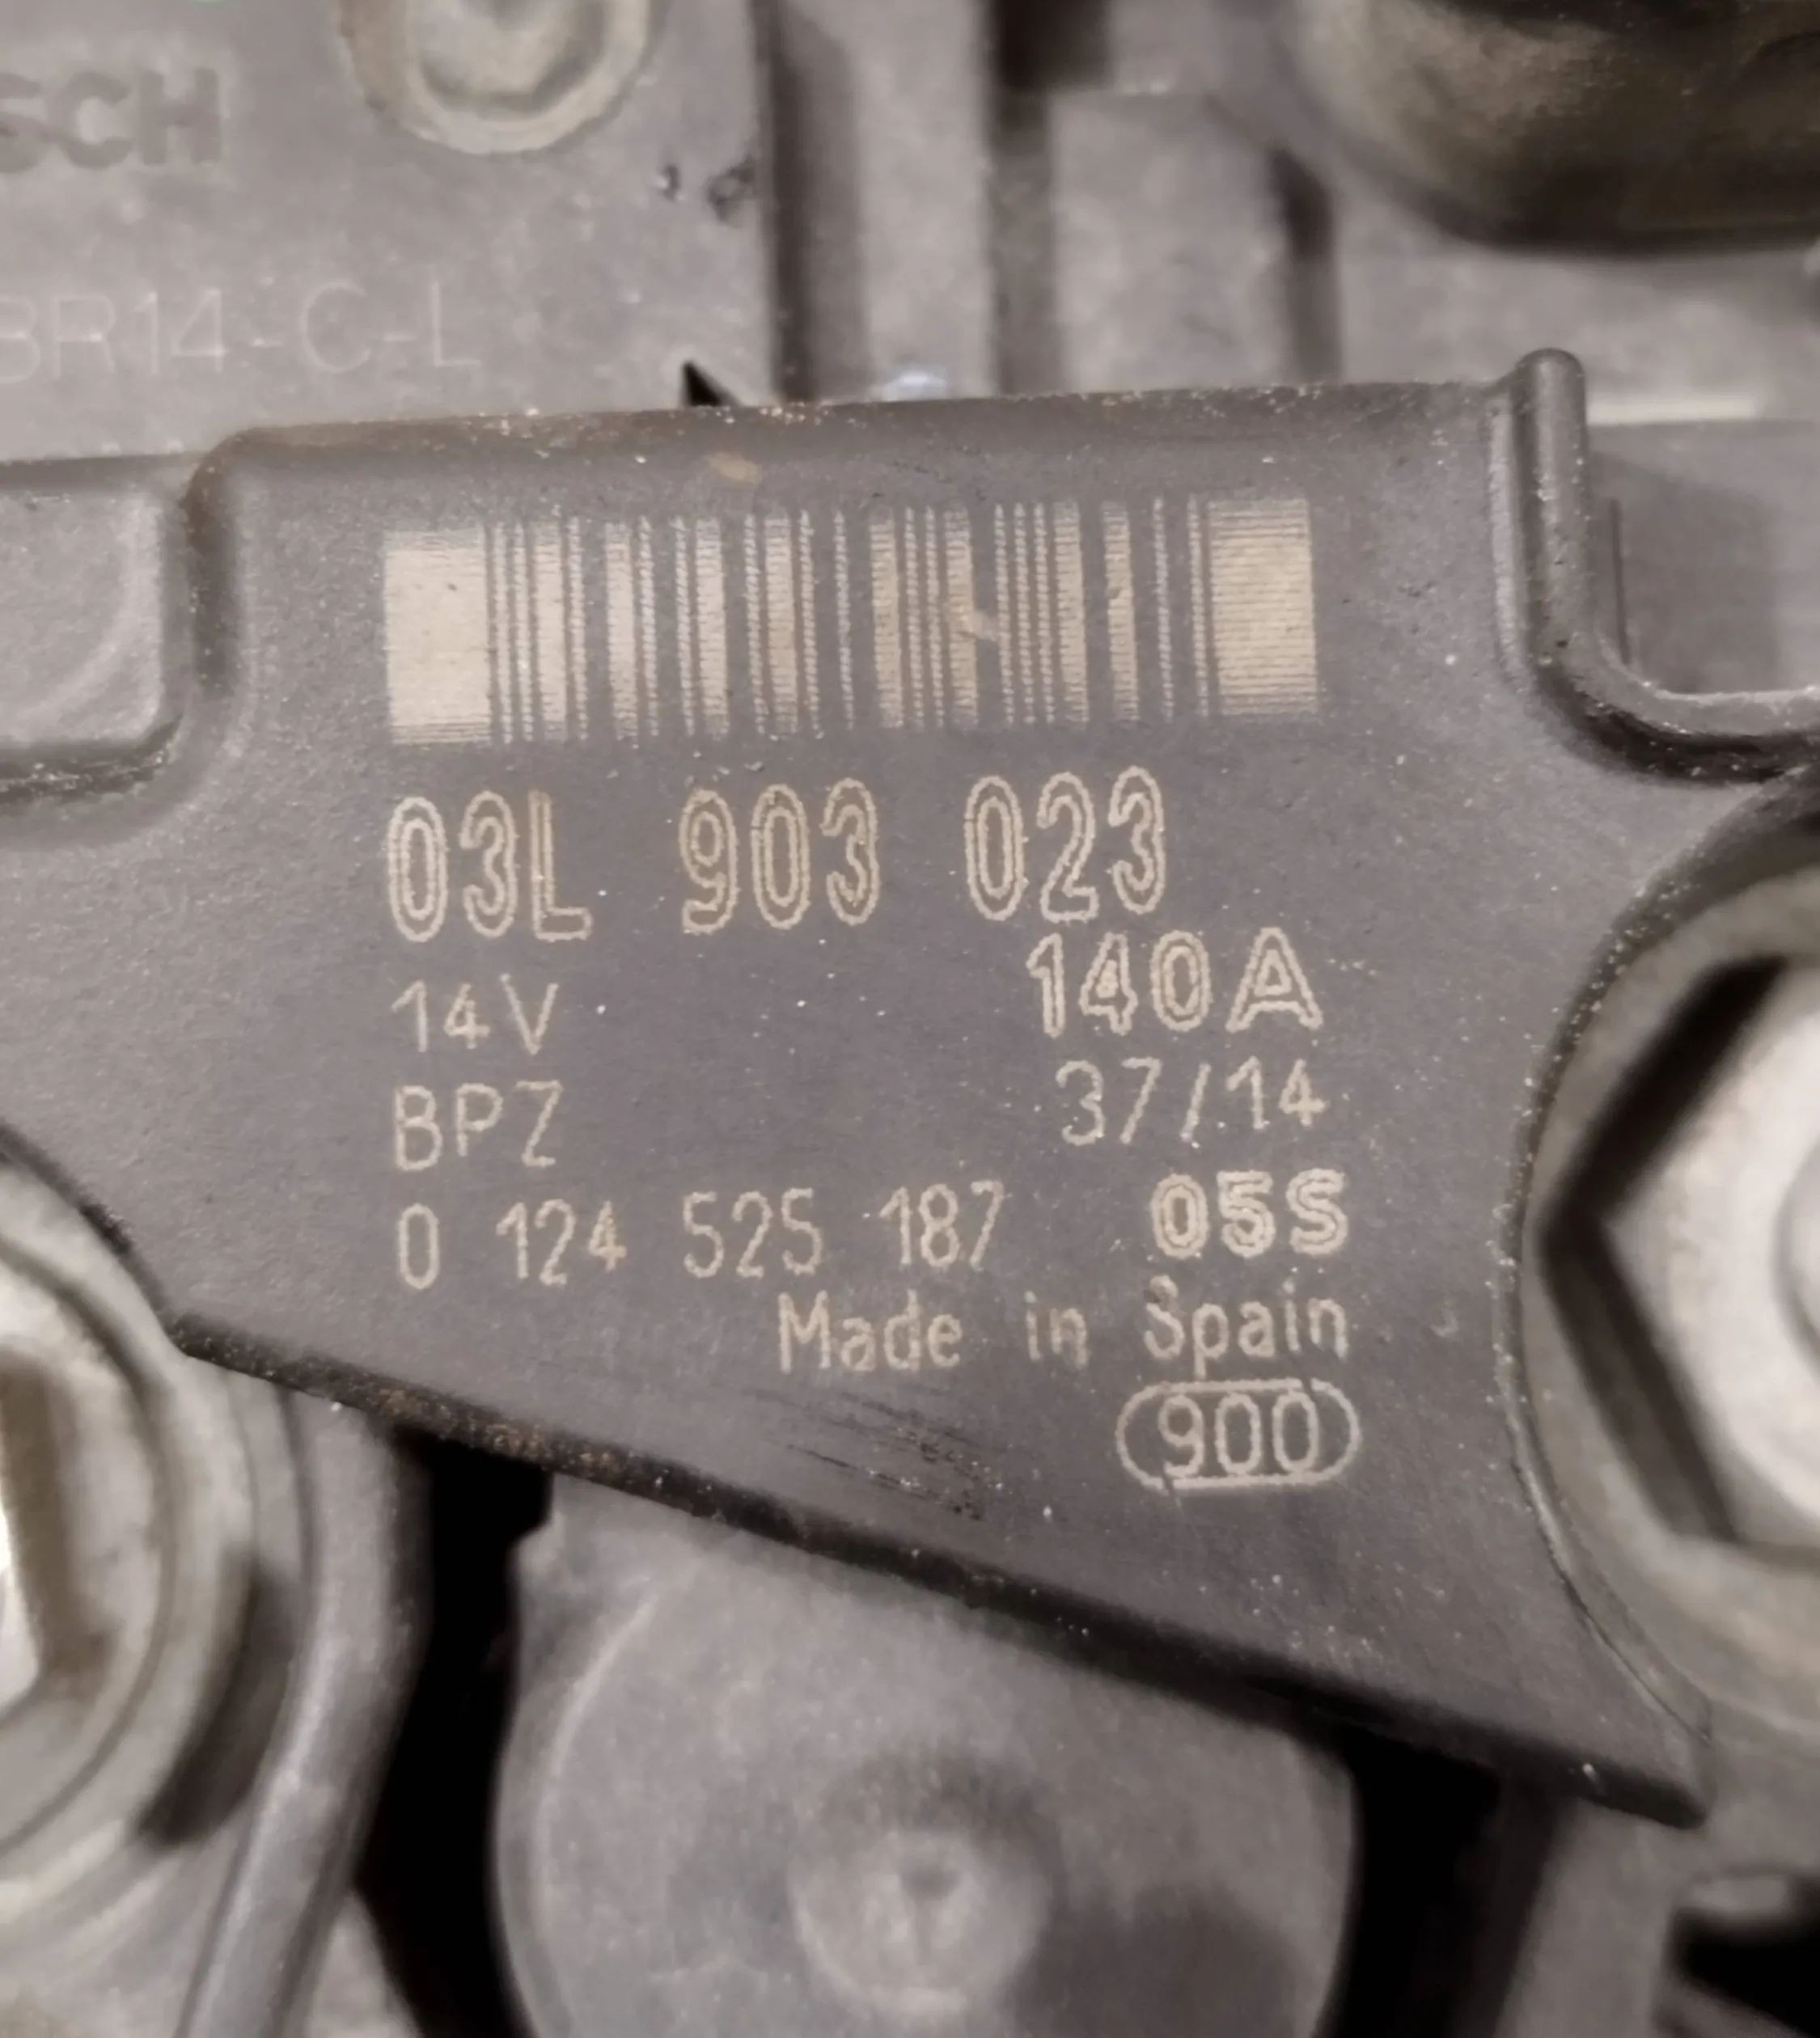 SCH
BR14-C-L
03L 903 023
14V 140A
BPZ 37/14
0 124 525 187 05S
Made in Spain
900